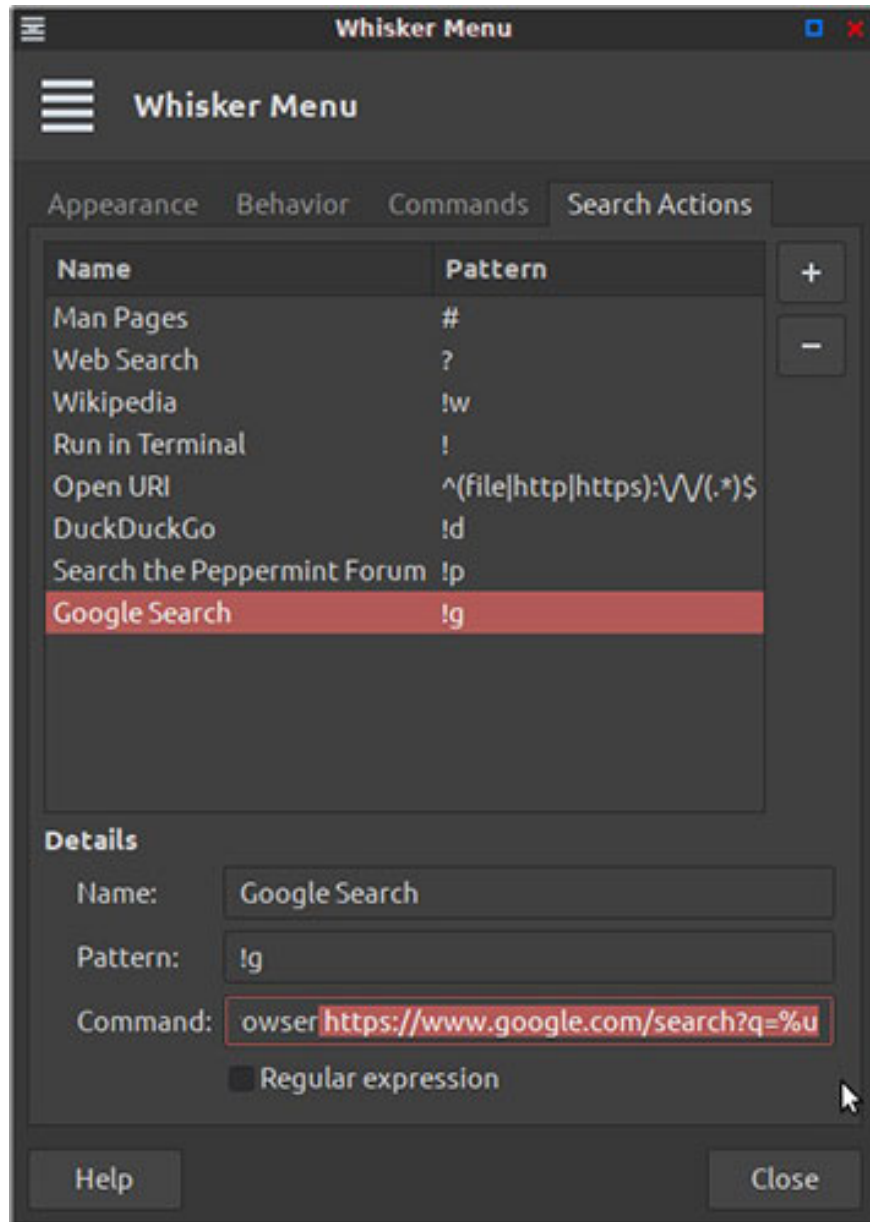 Whisker Menu
Whisker Menu
Appearance Behavior Commands Search Actions
Name Pattern
+
Man Pages #
−
Web Search ?
Wikipedia !w
Run in Terminal !
Open URI ^(file|http|https):\/\/(.*)$
DuckDuckGo !d
Search the Peppermint Forum !p
Google Search !g
Details
Name: Google Search
Pattern: !g
Command: owser https://www.google.com/search?q=%u
Regular expression
Help Close